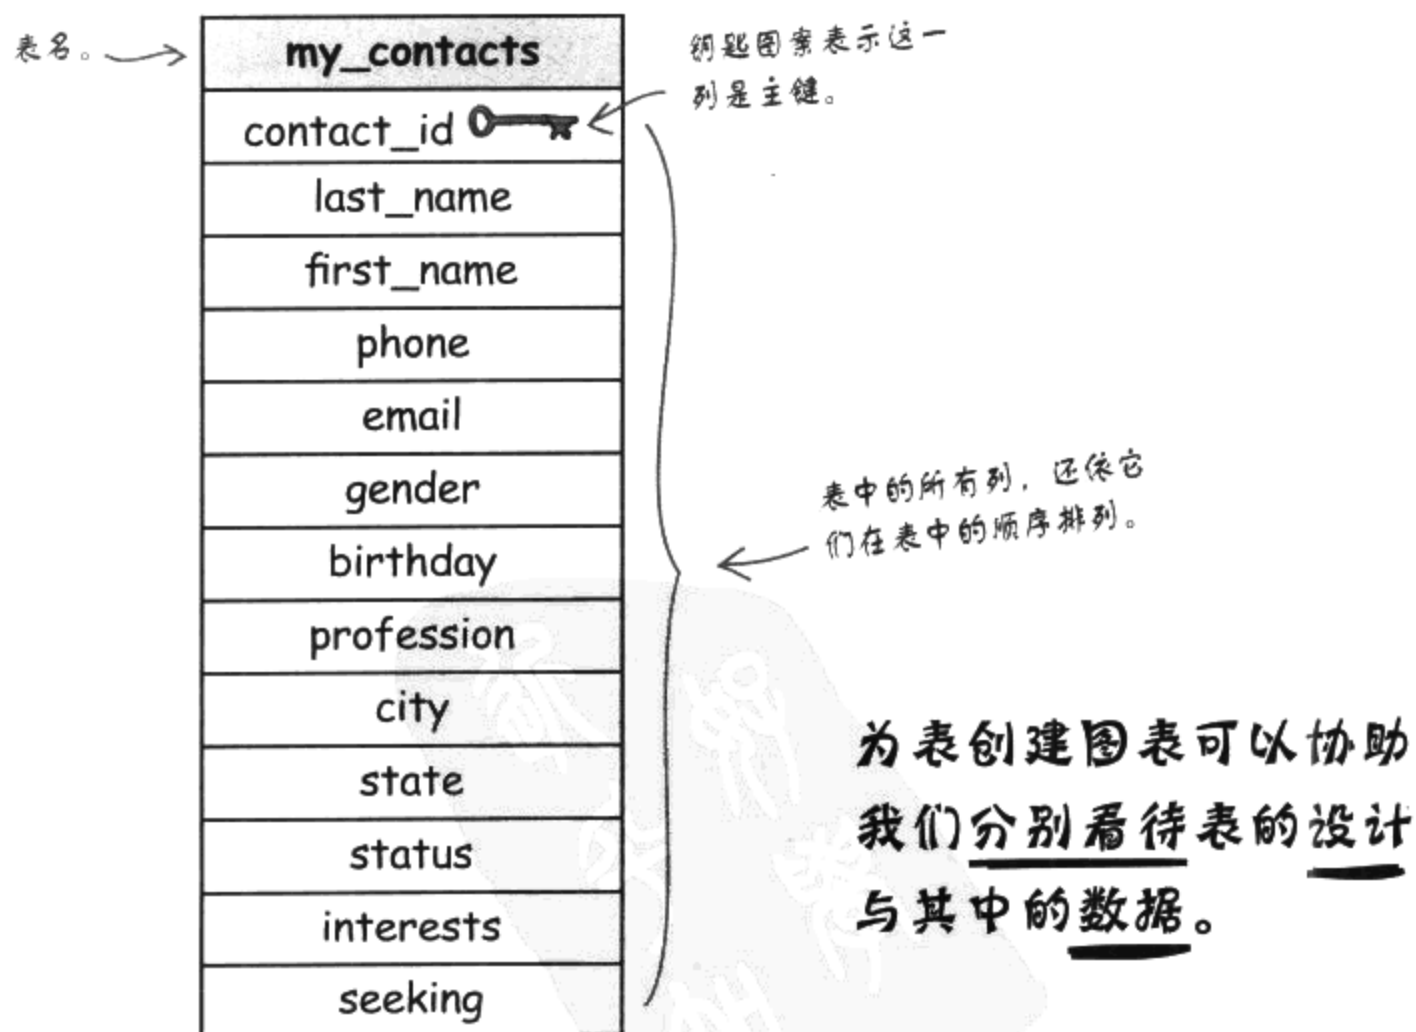 表名。
my_contacts
钥匙图案表示这一
列是主键。
contact_id
last_name
first_name
phone
email
gender
表中的所有列，还依它
们在表中的顺序排列。
birthday
profession
city
state
status
interests
seeking
为表创建图表可以协助
我们分别看待表的设计
与其中的数据。